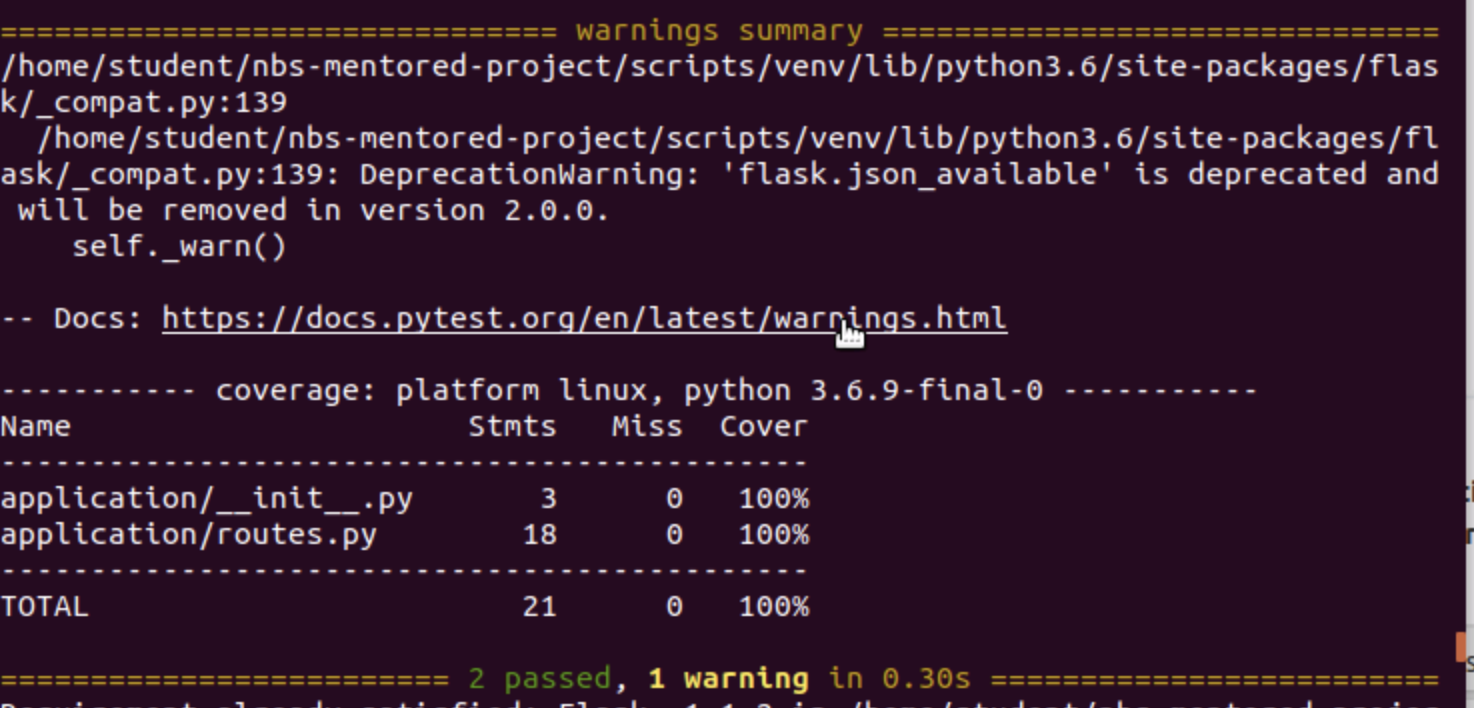 =============================== warnings summary ===============================
/home/student/nbs-mentored-project/scripts/venv/lib/python3.6/site-packages/flas
k/_compat.py:139
  /home/student/nbs-mentored-project/scripts/venv/lib/python3.6/site-packages/fl
ask/_compat.py:139: DeprecationWarning: 'flask.json_available' is deprecated and
 will be removed in version 2.0.0.
    self._warn()

-- Docs: https://docs.pytest.org/en/latest/warnings.html

----------- coverage: platform linux, python 3.6.9-final-0 -----------
Name                      Stmts   Miss  Cover
---------------------------------------------
application/__init__.py       3      0   100%
application/routes.py        18      0   100%
---------------------------------------------
TOTAL                        21      0   100%

========================= 2 passed, 1 warning in 0.30s =========================